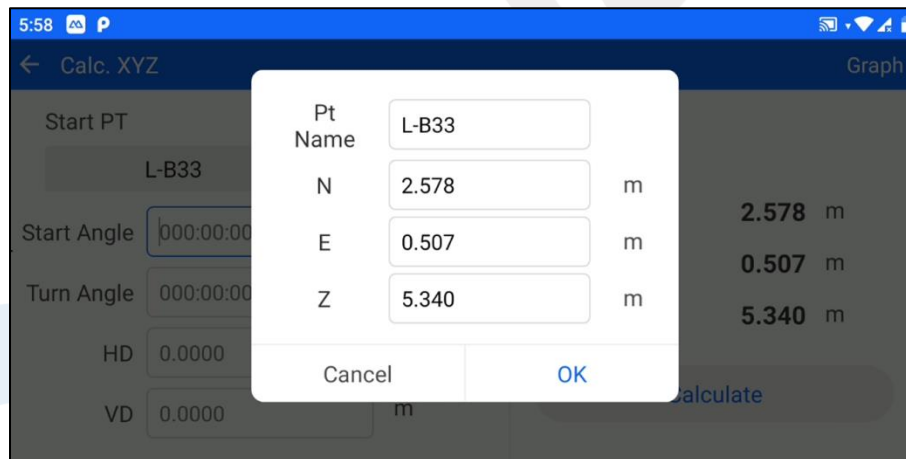 5:58
Calc. XYZ
Graph
Start PT
L-B33
Start Angle 000:00:00
Turn Angle 000:00:00
HD 0.0000
VD 0.0000 m
Pt Name L-B33
N 2.578 m
E 0.507 m
Z 5.340 m
Cancel OK
2.578 m
0.507 m
5.340 m
Calculate